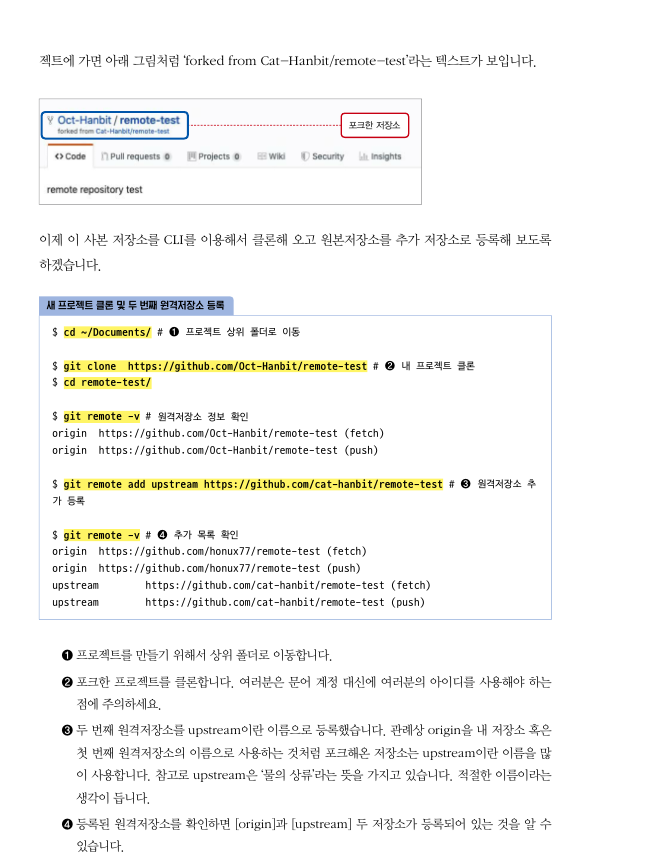 젝트에 가면 아래 그림처럼 'forked from Cat-Hanbit/remote-test'라는 텍스트가 보입니다.
Oct-Hanbit / remote-test
forked from Cat-Hanbit/remote-test
포크한 저장소
<> Code Pull requests 0 Projects 0 Wiki Security Insights
remote repository test
이제 이 사본 저장소를 CLI를 이용해서 클론해 오고 원본저장소를 추가 저장소로 등록해 보도록
하겠습니다.
새 프로젝트 클론 및 두 번째 원격저장소 등록
$ cd ~/Documents/ # ❶ 프로젝트 상위 폴더로 이동
$ git clone  https://github.com/Oct-Hanbit/remote-test # ❷ 내 프로젝트 클론
$ cd remote-test/
$ git remote -v # 원격저장소 정보 확인
origin  https://github.com/Oct-Hanbit/remote-test (fetch)
origin  https://github.com/Oct-Hanbit/remote-test (push)
$ git remote add upstream https://github.com/cat-hanbit/remote-test # ❸ 원격저장소 추
가 등록
$ git remote -v # ❹ 추가 목록 확인
origin  https://github.com/honux77/remote-test (fetch)
origin  https://github.com/honux77/remote-test (push)
upstream        https://github.com/cat-hanbit/remote-test (fetch)
upstream        https://github.com/cat-hanbit/remote-test (push)
❶ 프로젝트를 만들기 위해서 상위 폴더로 이동합니다.
❷ 포크한 프로젝트를 클론합니다. 여러분은 문어 계정 대신에 여러분의 아이디를 사용해야 하는
점에 주의하세요.
❸ 두 번째 원격저장소를 upstream이란 이름으로 등록했습니다. 관례상 origin을 내 저장소 혹은
첫 번째 원격저장소의 이름으로 사용하는 것처럼 포크해온 저장소는 upstream이란 이름을 많
이 사용합니다. 참고로 upstream은 '물의 상류'라는 뜻을 가지고 있습니다. 적절한 이름이라는
생각이 듭니다.
❹ 등록된 원격저장소를 확인하면 [origin]과 [upstream] 두 저장소가 등록되어 있는 것을 알 수
있습니다.